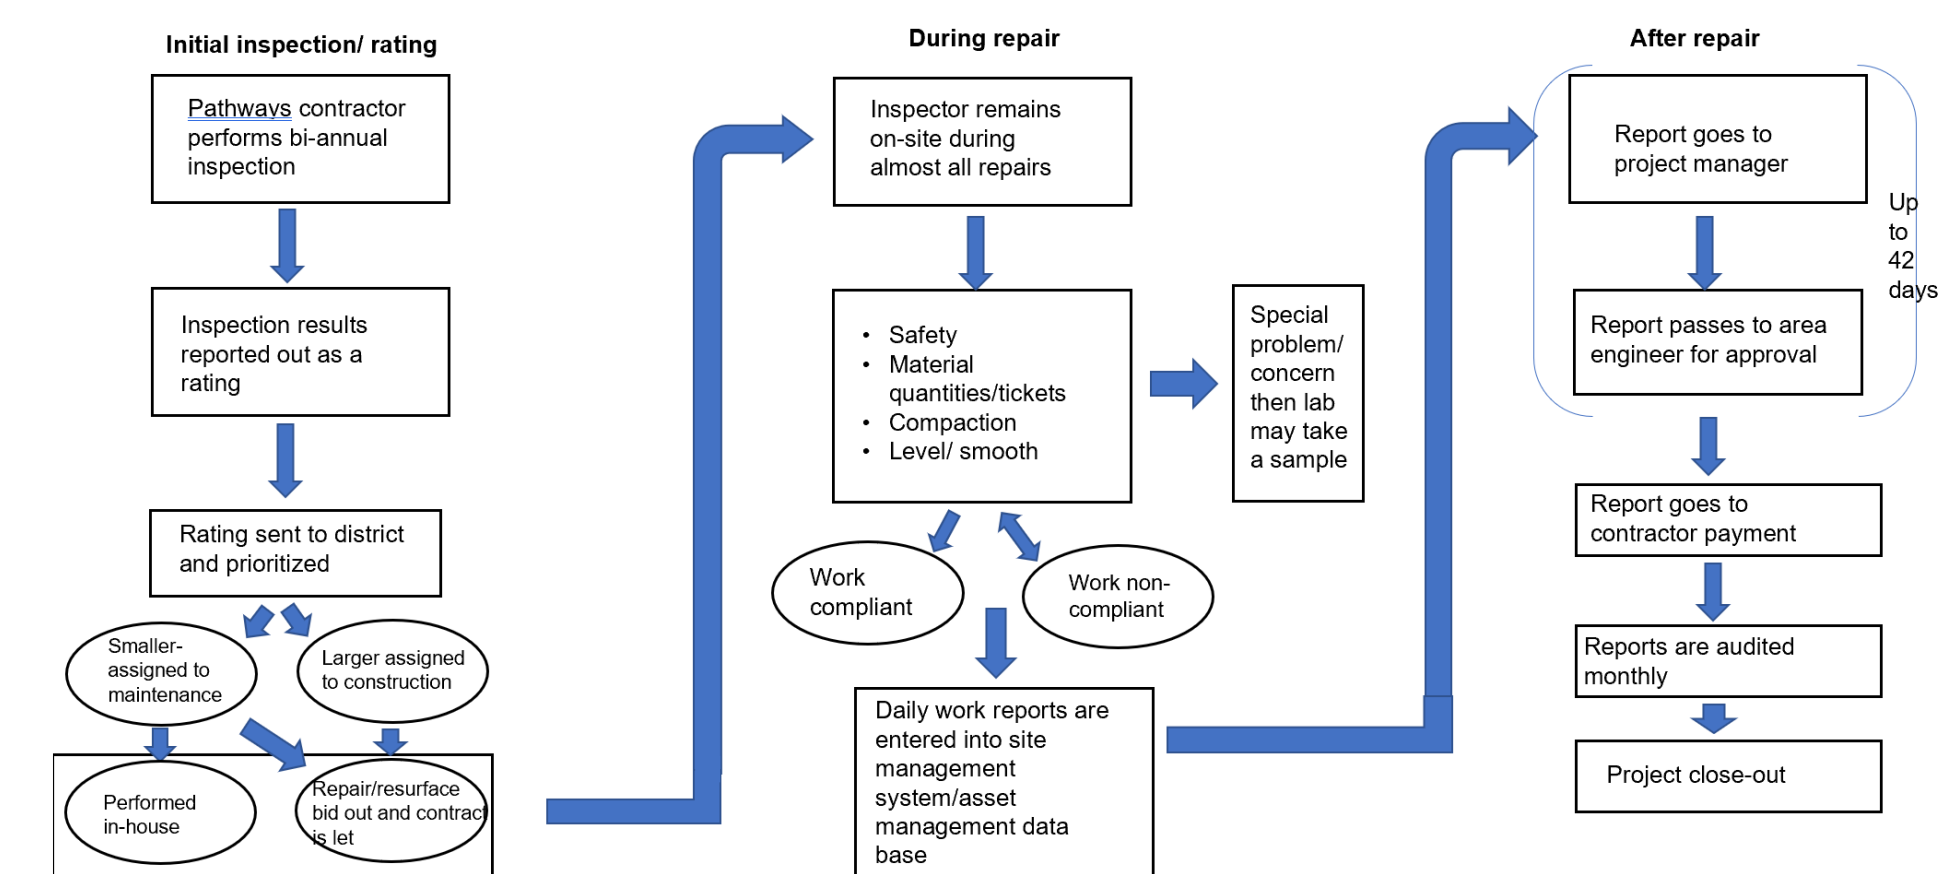 Initial inspection/ rating
Pathways contractor
performs bi-annual
inspection
Inspection results
reported out as a
rating
Rating sent to district
and prioritized
Smaller-
assigned to
maintenance
Larger assigned
to construction
Performed
in-house
Repair/resurface
bid out and contract
is let
During repair
Inspector remains
on-site during
almost all repairs
• Safety
• Material
quantities/tickets
• Compaction
• Level/ smooth
Special
problem/
concern
then lab
may take
a sample
Work
compliant
Work non-
compliant
Daily work reports are
entered into site
management
system/asset
management data
base
After repair
Report goes to
project manager
Up
to
42
days
Report passes to area
engineer for approval
Report goes to
contractor payment
Reports are audited
monthly
Project close-out